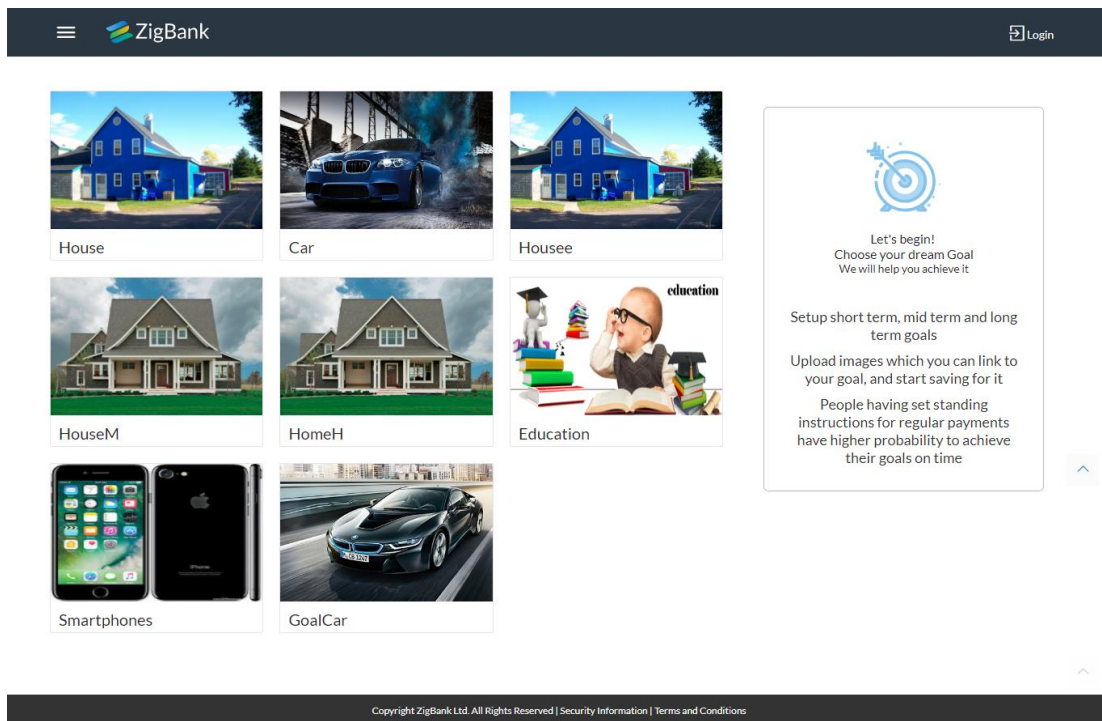 ZigBank
Login
House
Car
Housee
HouseM
HomeH
education
Education
Smartphones
GoalCar
Let's begin!
Choose your dream Goal
We will help you achieve it
Setup short term, mid term and long
term goals
Upload images which you can link to
your goal, and start saving for it
People having set standing
instructions for regular payments
have higher probability to achieve
their goals on time
Copyright ZigBank Ltd. All Rights Reserved | Security Information | Terms and Conditions